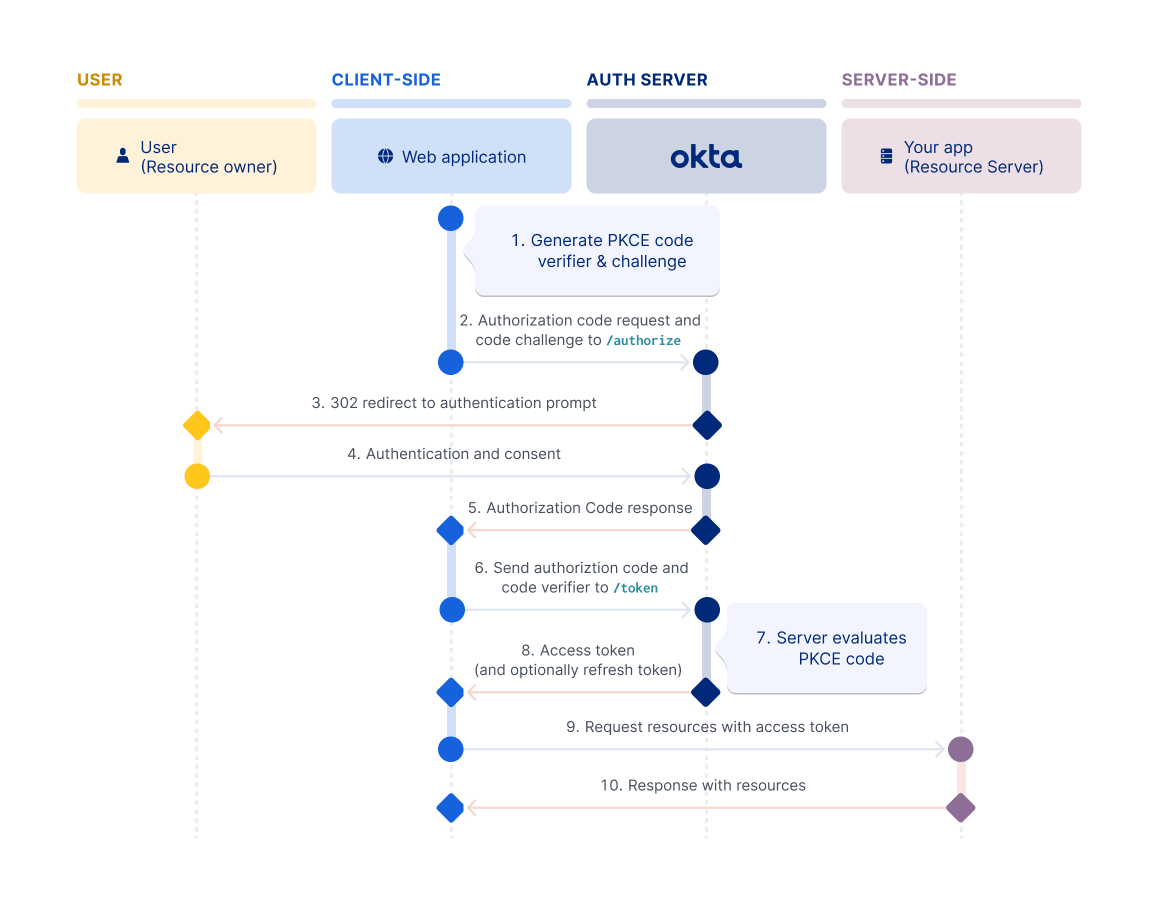 USER
CLIENT-SIDE
AUTH SERVER
SERVER-SIDE
User
(Resource owner)
Web application
okta
Your app
(Resource Server)
1. Generate PKCE code
verifier & challenge
2. Authorization code request and
code challenge to /authorize
3. 302 redirect to authentication prompt
4. Authentication and consent
5. Authorization Code response
6. Send authoriztion code and
code verifier to /token
7. Server evaluates
PKCE code
8. Access token
(and optionally refresh token)
9. Request resources with access token
10. Response with resources